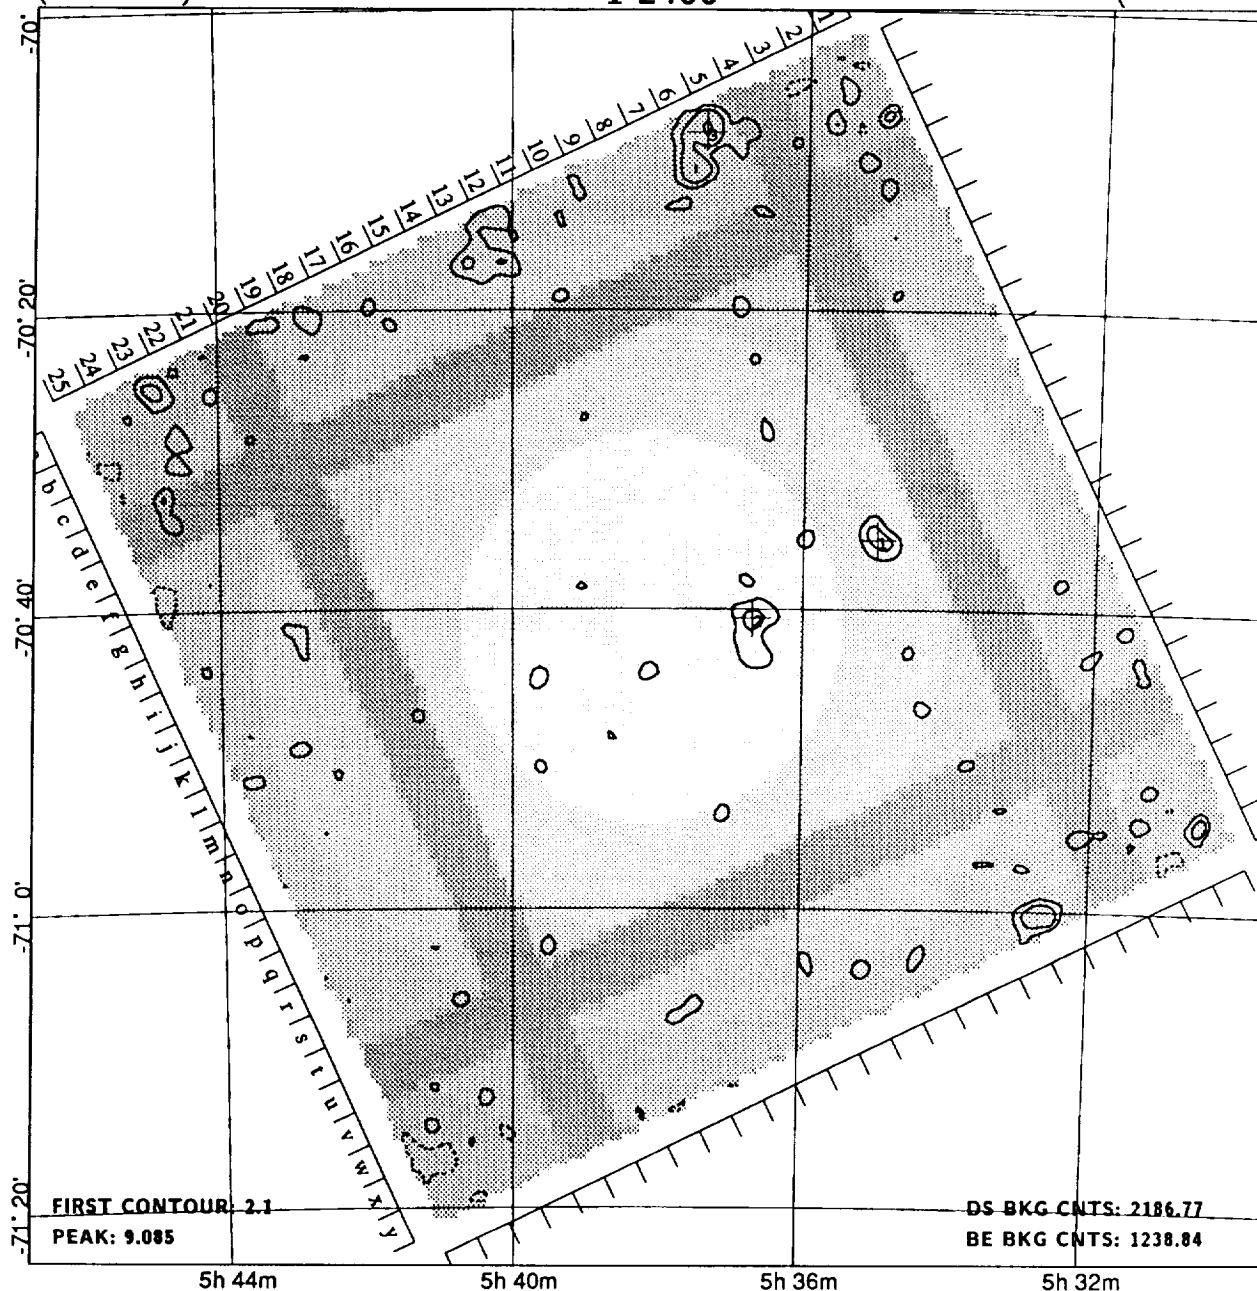 1 2 3 4 5 6 7 8 9 10 11 12 13 14 15 16 17 18 19 20 21 22 23 24 25
b c d e f g h i j k l m n o p q r s t u v w x y
-70°
-70° 20'
-70° 40'
-71° 0'
-71° 20'
FIRST CONTOUR: 2.1
PEAK: 9.085
DS BKG CNTS: 2186.77
BE BKG CNTS: 1238.84
5h 44m 5h 40m 5h 36m 5h 32m